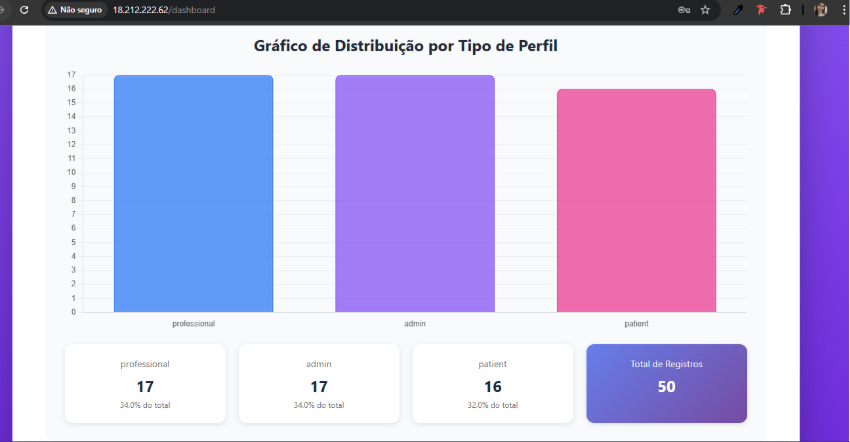 Não seguro
18.212.222.62/dashboard
Gráfico de Distribuição por Tipo de Perfil
17
16
15
14
13
12
11
10
9
8
7
6
5
4
3
2
1
0
professional admin patient
professional
17
34.0% do total
admin
17
34.0% do total
patient
16
32.0% do total
Total de Registros
50